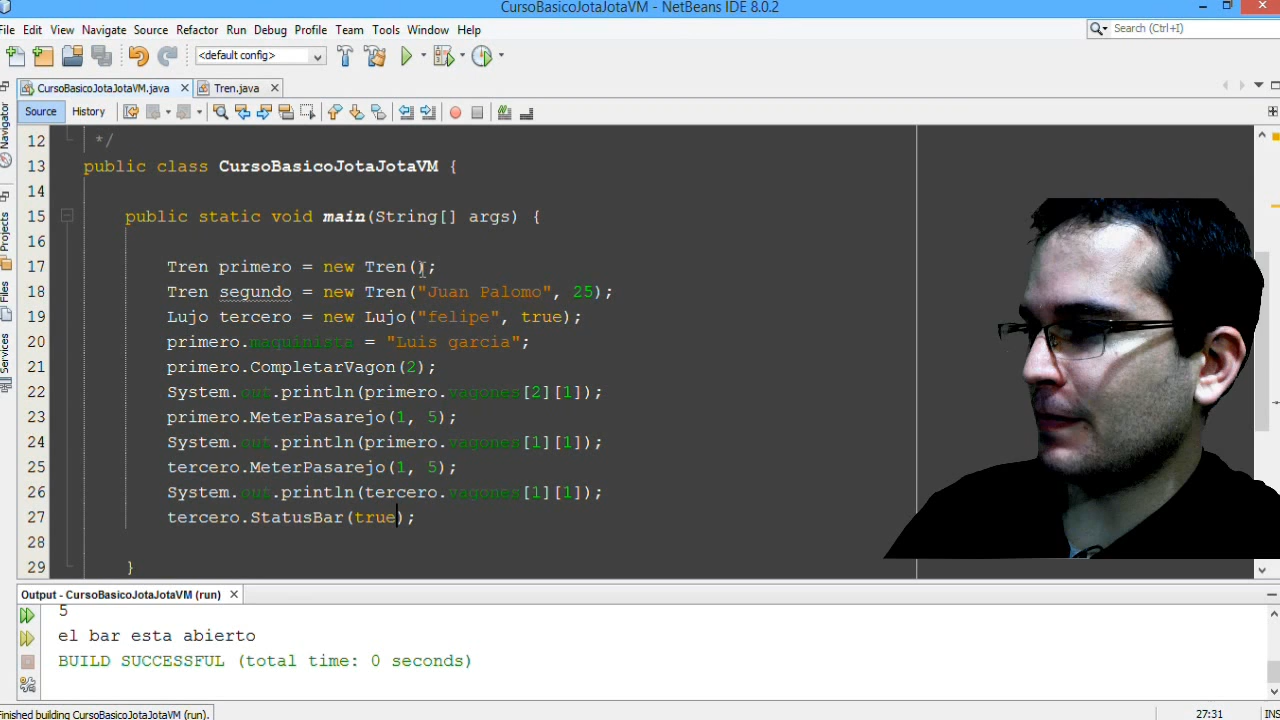 CursoBasicoJotaJotaVM - NetBeans IDE 8.0.2
File Edit View Navigate Source Refactor Run Debug Profile Team Tools Window Help
Search (Ctrl+I)
<default config>
CursoBasicoJotaJotaVM.java Tren.java
Source History
Navigator
Projects
Files
Services
12 */
13 public class CursoBasicoJotaJotaVM {
14
15 public static void main(String[] args) {
16
17 Tren primero = new Tren();
18 Tren segundo = new Tren("Juan Palomo", 25);
19 Lujo tercero = new Lujo("felipe", true);
20 primero.maquinista = "Luis garcia";
21 primero.CompletarVagon(2);
22 System.out.println(primero.vagones[2][1]);
23 primero.MeterPasarejo(1, 5);
24 System.out.println(primero.vagones[1][1]);
25 tercero.MeterPasarejo(1, 5);
26 System.out.println(tercero.vagones[1][1]);
27 tercero.StatusBar(true);
28
29 }
Output - CursoBasicoJotaJotaVM (run)
5
el bar esta abierto
BUILD SUCCESSFUL (total time: 0 seconds)
Finished building CursoBasicoJotaJotaVM (run).
27:31 INS